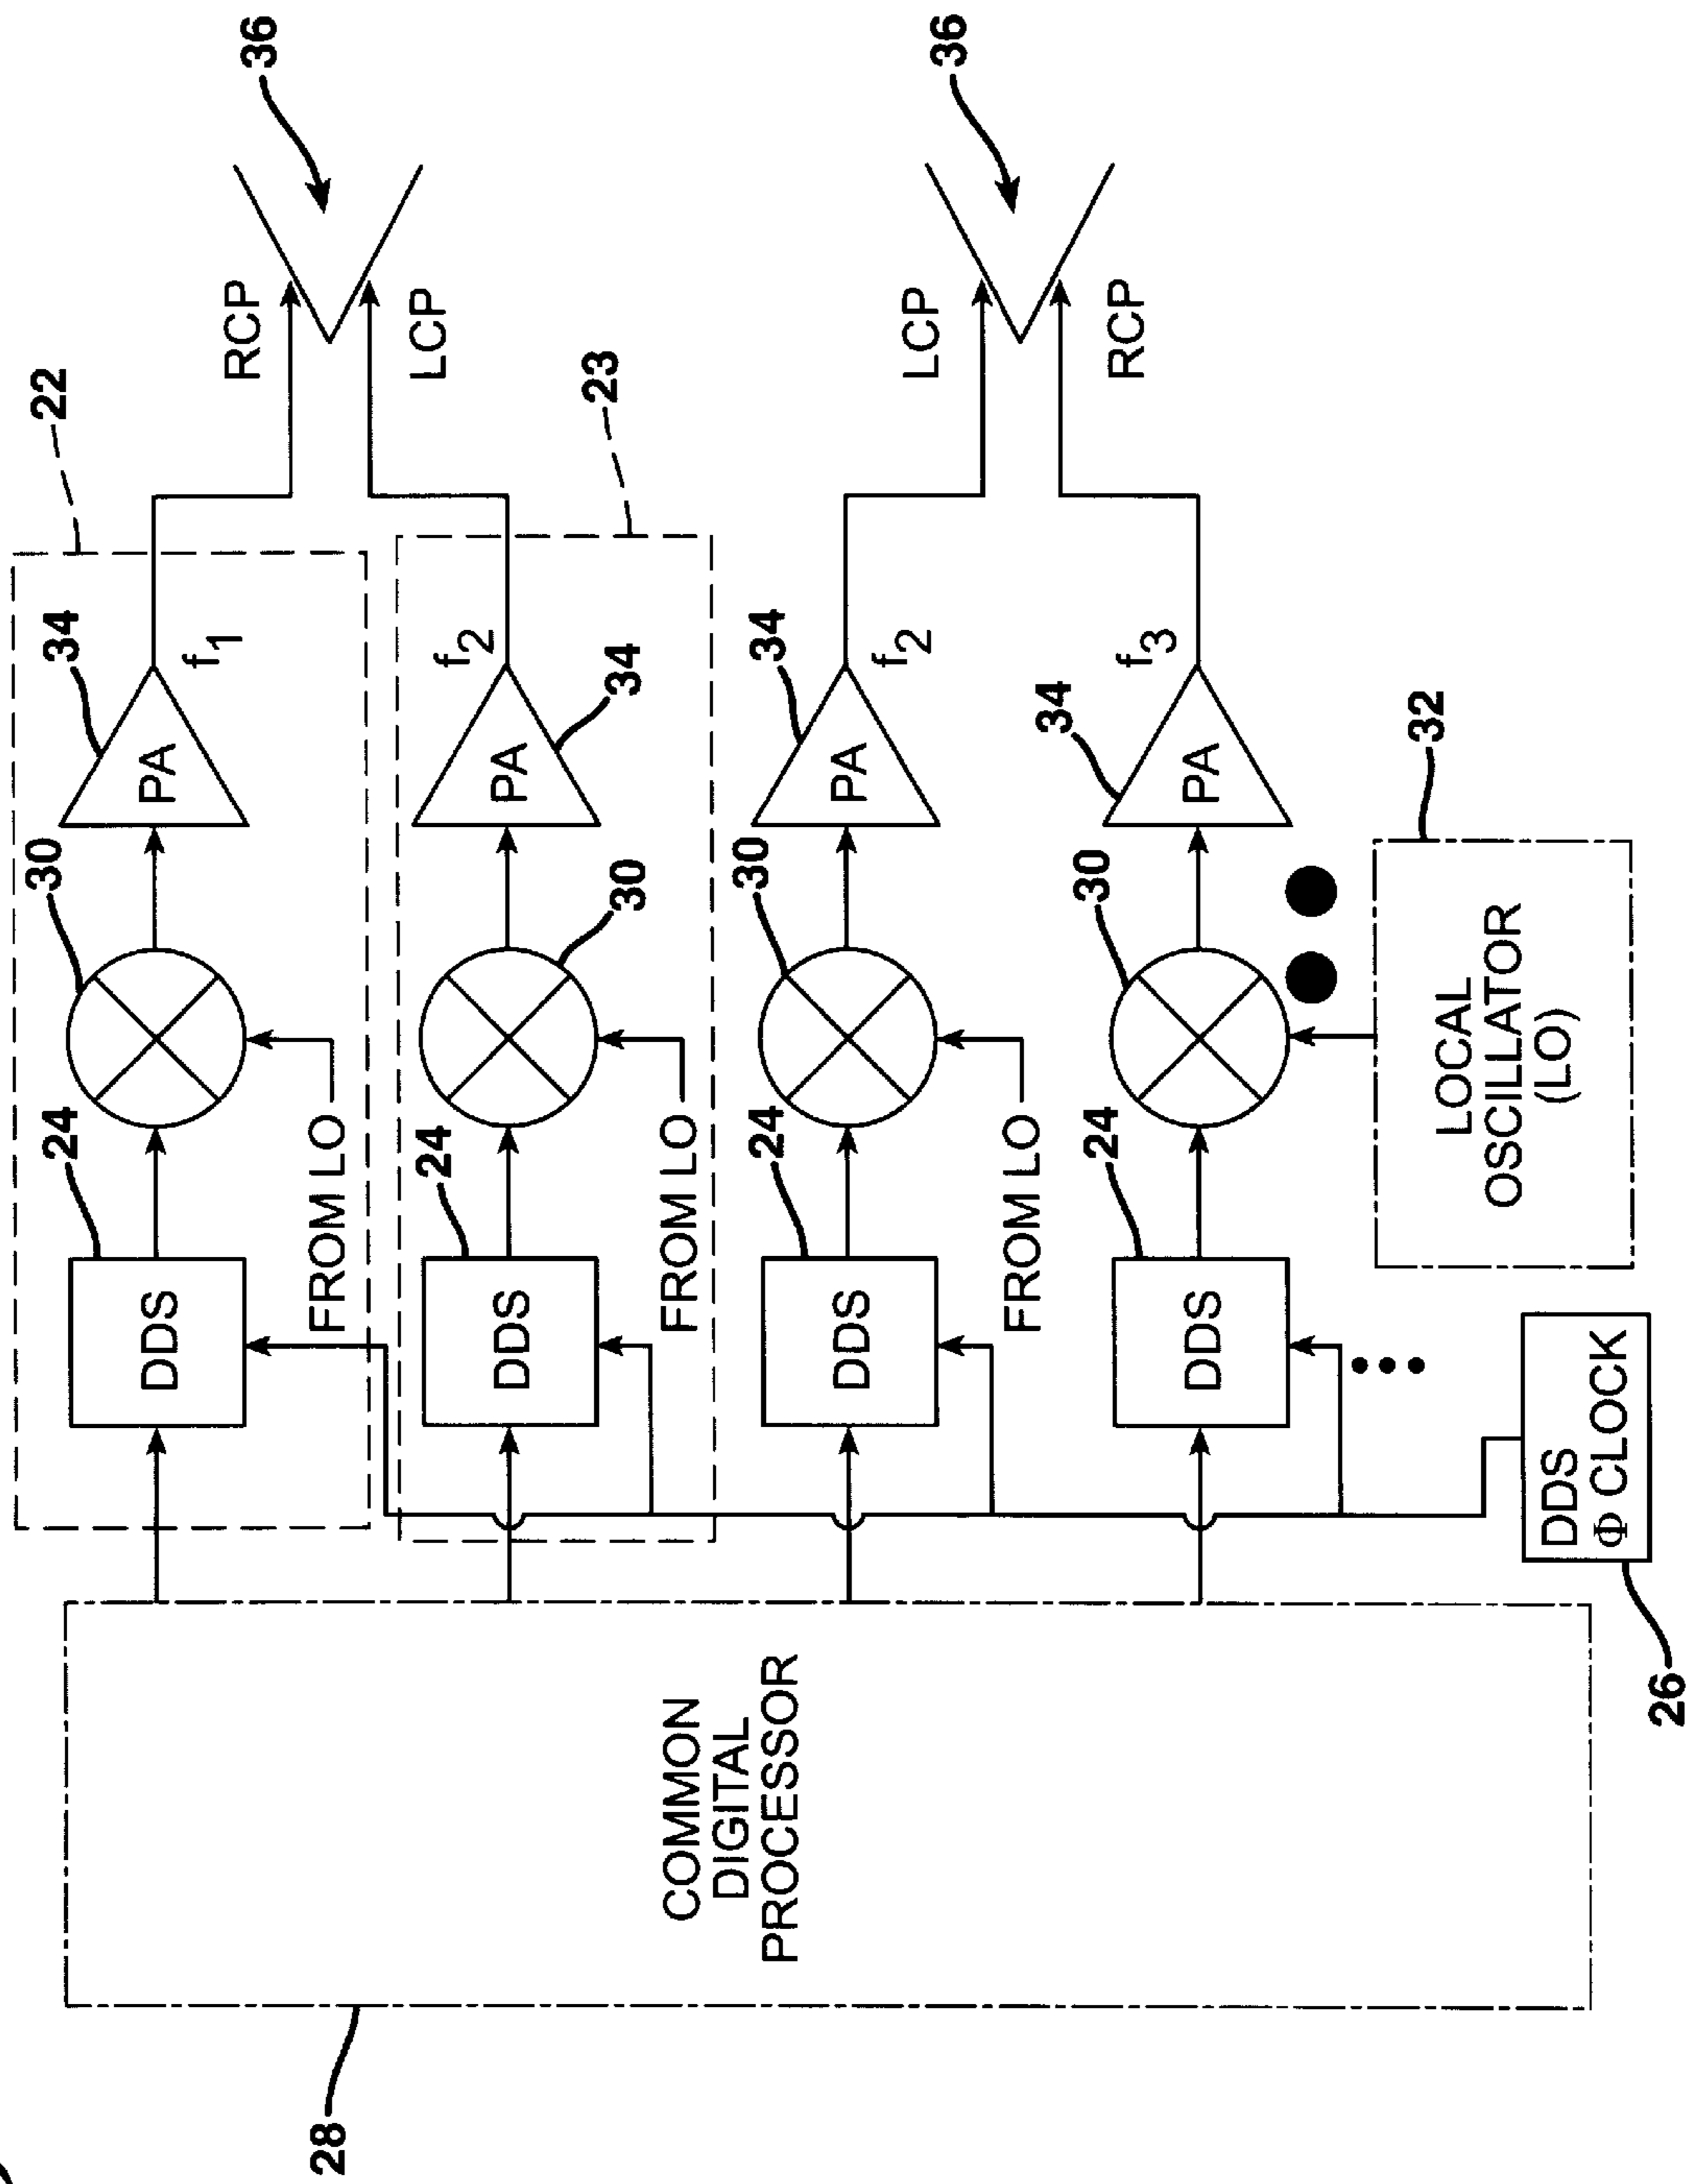 22
34
30
24
DDS
PA
f1
FROM LO
RCP
36
LCP
23
f2
PA
34
30
24
DDS
FROM LO
34
30
24
DDS
PA
f2
FROM LO
LCP
36
RCP
34
30
24
DDS
PA
f3
COMMON
DIGITAL
PROCESSOR
28
LOCAL
OSCILLATOR
(LO)
32
DDS
Φ CLOCK
26